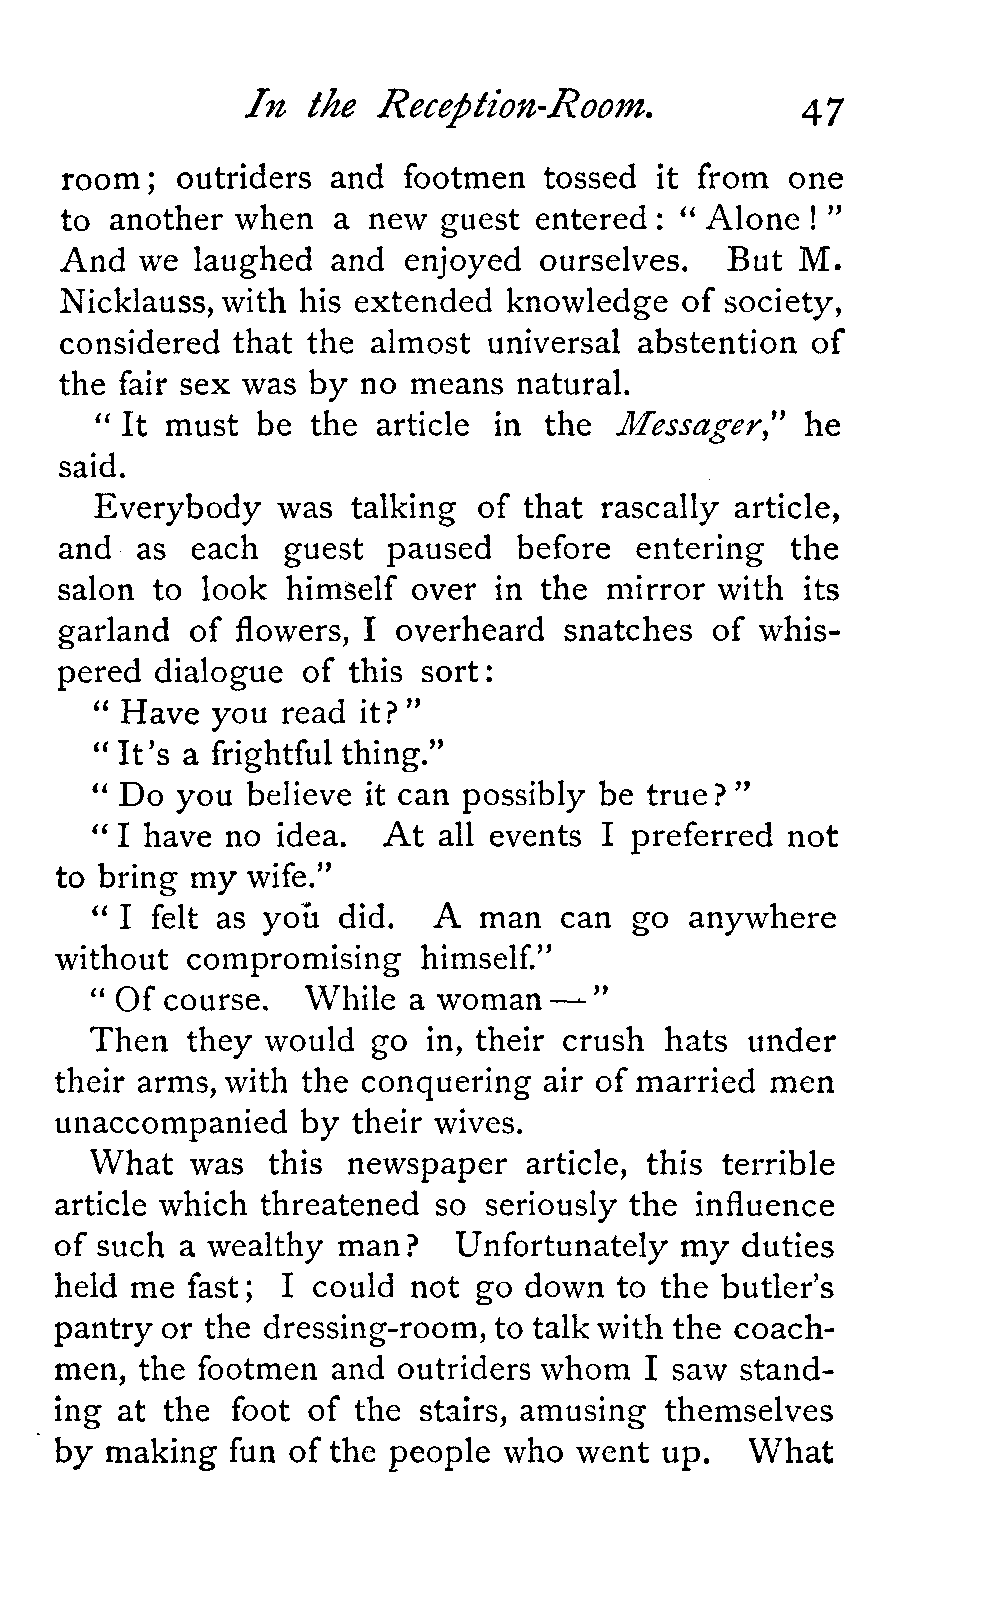 In the Reception-Room. 47
room; outriders and footmen tossed it from one
to another when a new guest entered: "Alone!"
And we laughed and enjoyed ourselves. But M.
Nicklauss, with his extended knowledge of society,
considered that the almost universal abstention of
the fair sex was by no means natural.
"It must be the article in the Messager," he
said.
Everybody was talking of that rascally article,
and as each guest paused before entering the
salon to look himself over in the mirror with its
garland of flowers, I overheard snatches of whis-
pered dialogue of this sort:
"Have you read it?"
"It's a frightful thing."
"Do you believe it can possibly be true?"
"I have no idea. At all events I preferred not
to bring my wife."
"I felt as you did. A man can go anywhere
without compromising himself."
"Of course. While a woman—"
Then they would go in, their crush hats under
their arms, with the conquering air of married men
unaccompanied by their wives.
What was this newspaper article, this terrible
article which threatened so seriously the influence
of such a wealthy man? Unfortunately my duties
held me fast; I could not go down to the butler's
pantry or the dressing-room, to talk with the coach-
men, the footmen and outriders whom I saw stand-
ing at the foot of the stairs, amusing themselves
by making fun of the people who went up. What